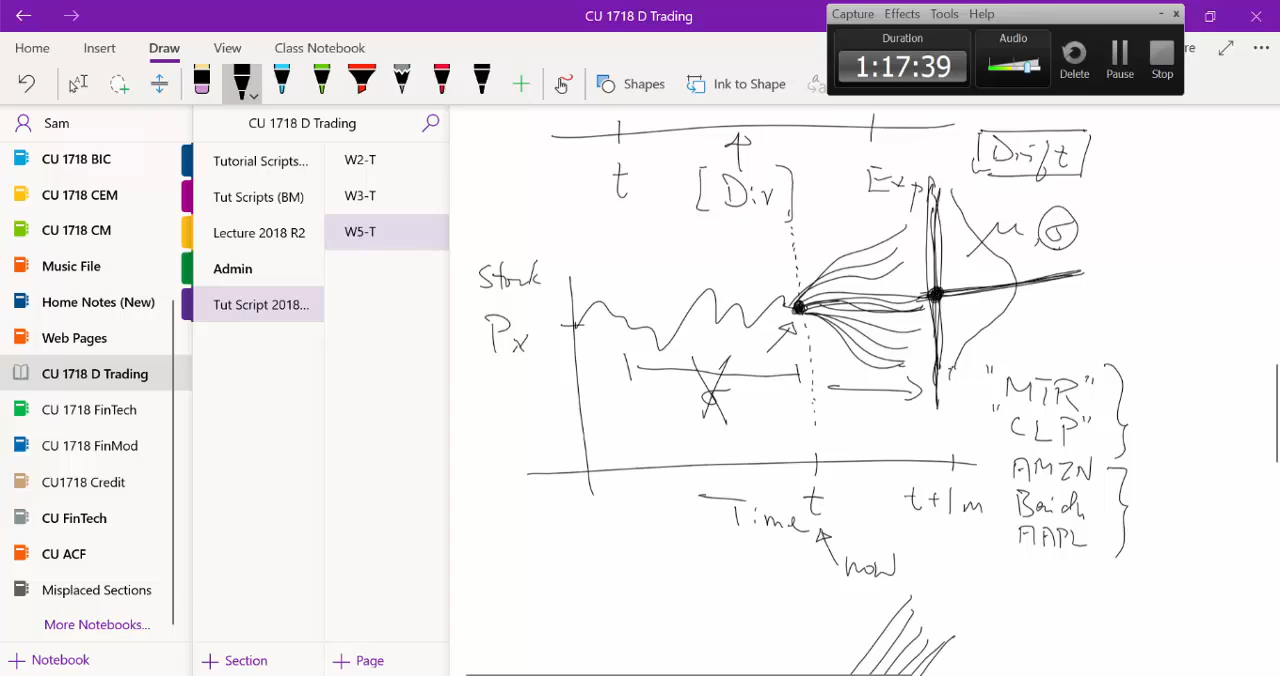 CU 1718 D Trading
Capture Effects Tools Help - x
Duration
1:17:39
Audio
Delete Pause Stop
Home Insert Draw View Class Notebook
Shapes
Ink to Shape
Sam
CU 1718 BIC
CU 1718 CEM
CU 1718 CM
Music File
Home Notes (New)
Web Pages
CU 1718 D Trading
CU 1718 FinTech
CU 1718 FinMod
CU1718 Credit
CU FinTech
CU ACF
Misplaced Sections
More Notebooks...
+ Notebook
CU 1718 D Trading
Tutorial Scripts...
Tut Scripts (BM)
Lecture 2018 R2
Admin
Tut Script 2018...
+ Section
W2-T
W3-T
W5-T
+ Page
t
[Div]
Exp
Drift
μ, σ
Stock
Px
σ
"MTR"
"CLP"
AMZN
AAPL
Time
t
t+1m
now